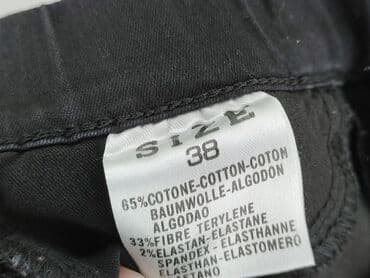 SIZE
38
65%COTONE-COTTON-COTON
BAUMWOLLE-ALGODON
ALGODAO
33%FIBRE TERYLENE
2%ELASTAN-ELASTANE
SPANDEX-ELASTHANNE
ELASTHAN-ELASTOMERO